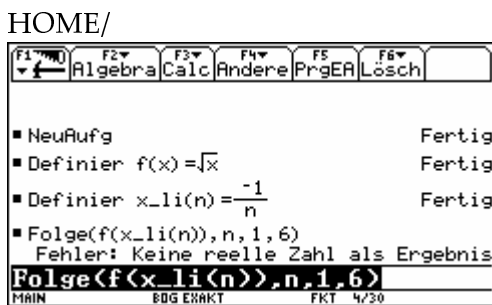 HOME/
F1 F2 F3 F4 F5 F6
Algebra Calc Andere PrgEA Lösch
■ NeuAufg Fertig
■ Definier f(x)=√x Fertig
■ Definier x_li(n)=-1/n Fertig
■ Folge(f(x_li(n)),n,1,6)
Fehler: Keine reelle Zahl als Ergebnis
Folge(f(x_li(n)),n,1,6)
MAIN BOG EXAKT FKT 4/30